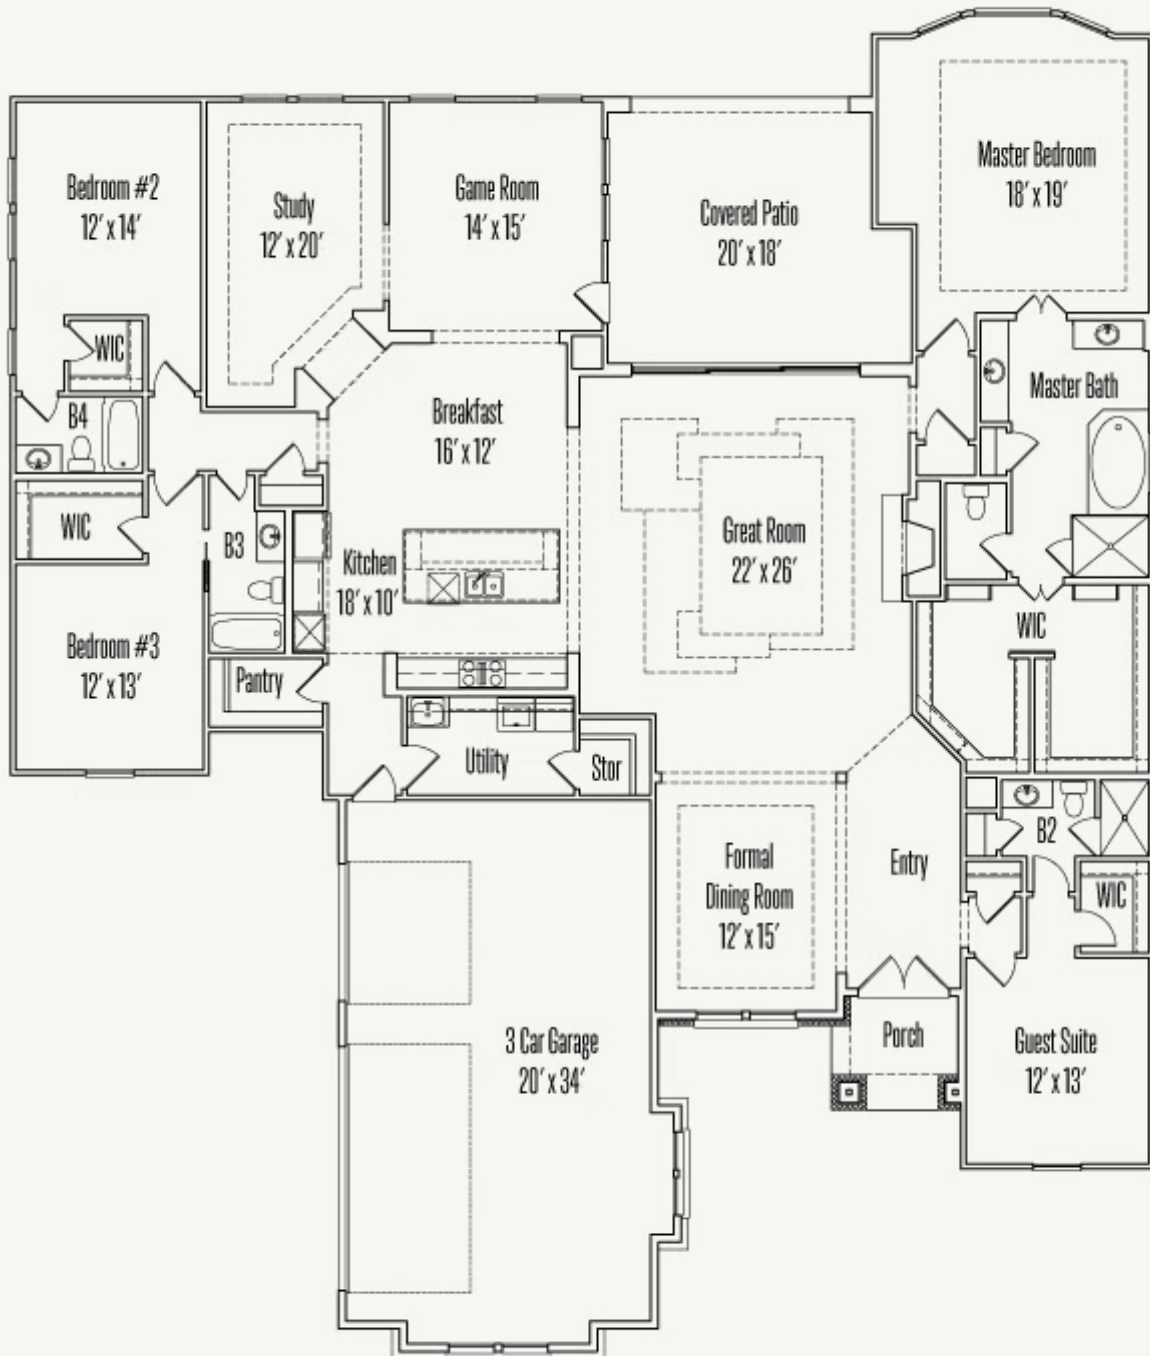 Master Bedroom
18' x 19'
Bedroom #2
12' x 14'
Study
12' x 20'
Game Room
14' x 15'
Covered Patio
20' x 18'
WIC
B4
Breakfast
16' x 12'
Master Bath
WIC
B3
Kitchen
18' x 10'
Great Room
22' x 26'
Bedroom #3
12' x 13'
Pantry
WIC
Utility
Stor
B2
Formal
Dining Room
12' x 15'
Entry
WIC
3 Car Garage
20' x 34'
Porch
Guest Suite
12' x 13'